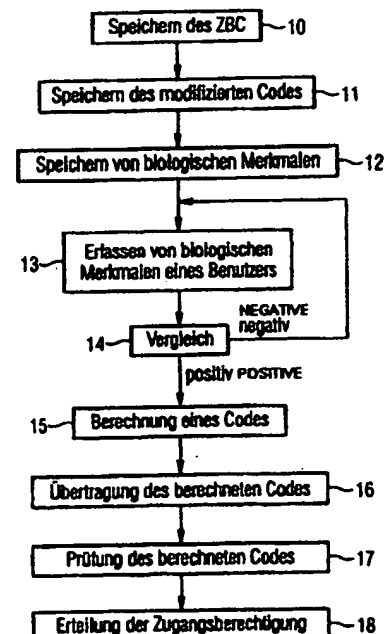 Speichern des ZBC
10
Speichern des modifizierten Codes
11
Speichern von biologischen Merkmalen
12
13
Erfassen von biologischen
Merkmalen eines Benutzers
NEGATIVE
negativ
14
Vergleich
positiv POSITIVE
15
Berechnung eines Codes
Übertragung des berechneten Codes
16
Prüfung des berechneten Codes
17
Erteilung der Zugangsberechtigung
18